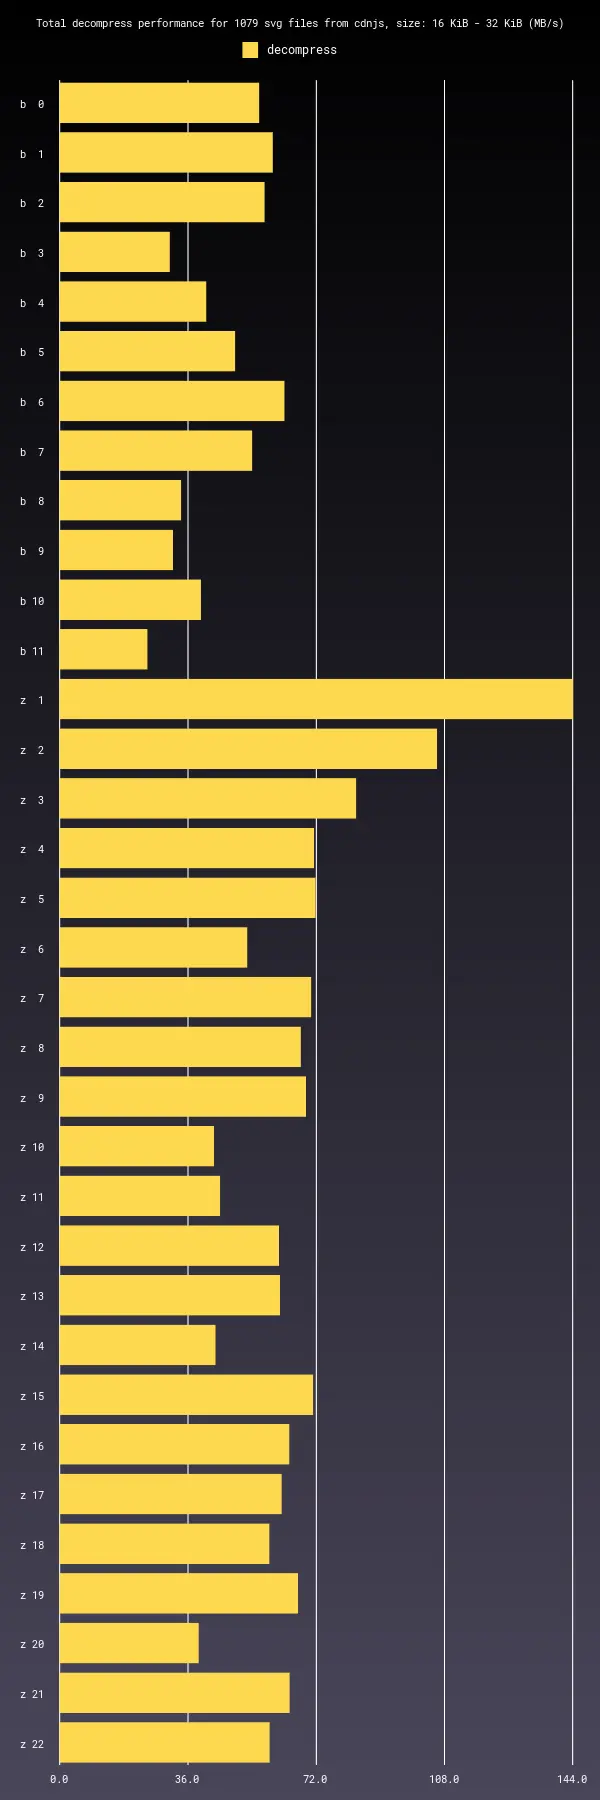 Total decompress performance for 1079 svg files from cdnjs, size: 16 KiB - 32 KiB (MB/s)
decompress
b 0
b 1
b 2
b 3
b 4
b 5
b 6
b 7
b 8
b 9
b 10
b 11
z 1
z 2
z 3
z 4
z 5
z 6
z 7
z 8
z 9
z 10
z 11
z 12
z 13
z 14
z 15
z 16
z 17
z 18
z 19
z 20
z 21
z 22
0.0 36.0 72.0 108.0 144.0